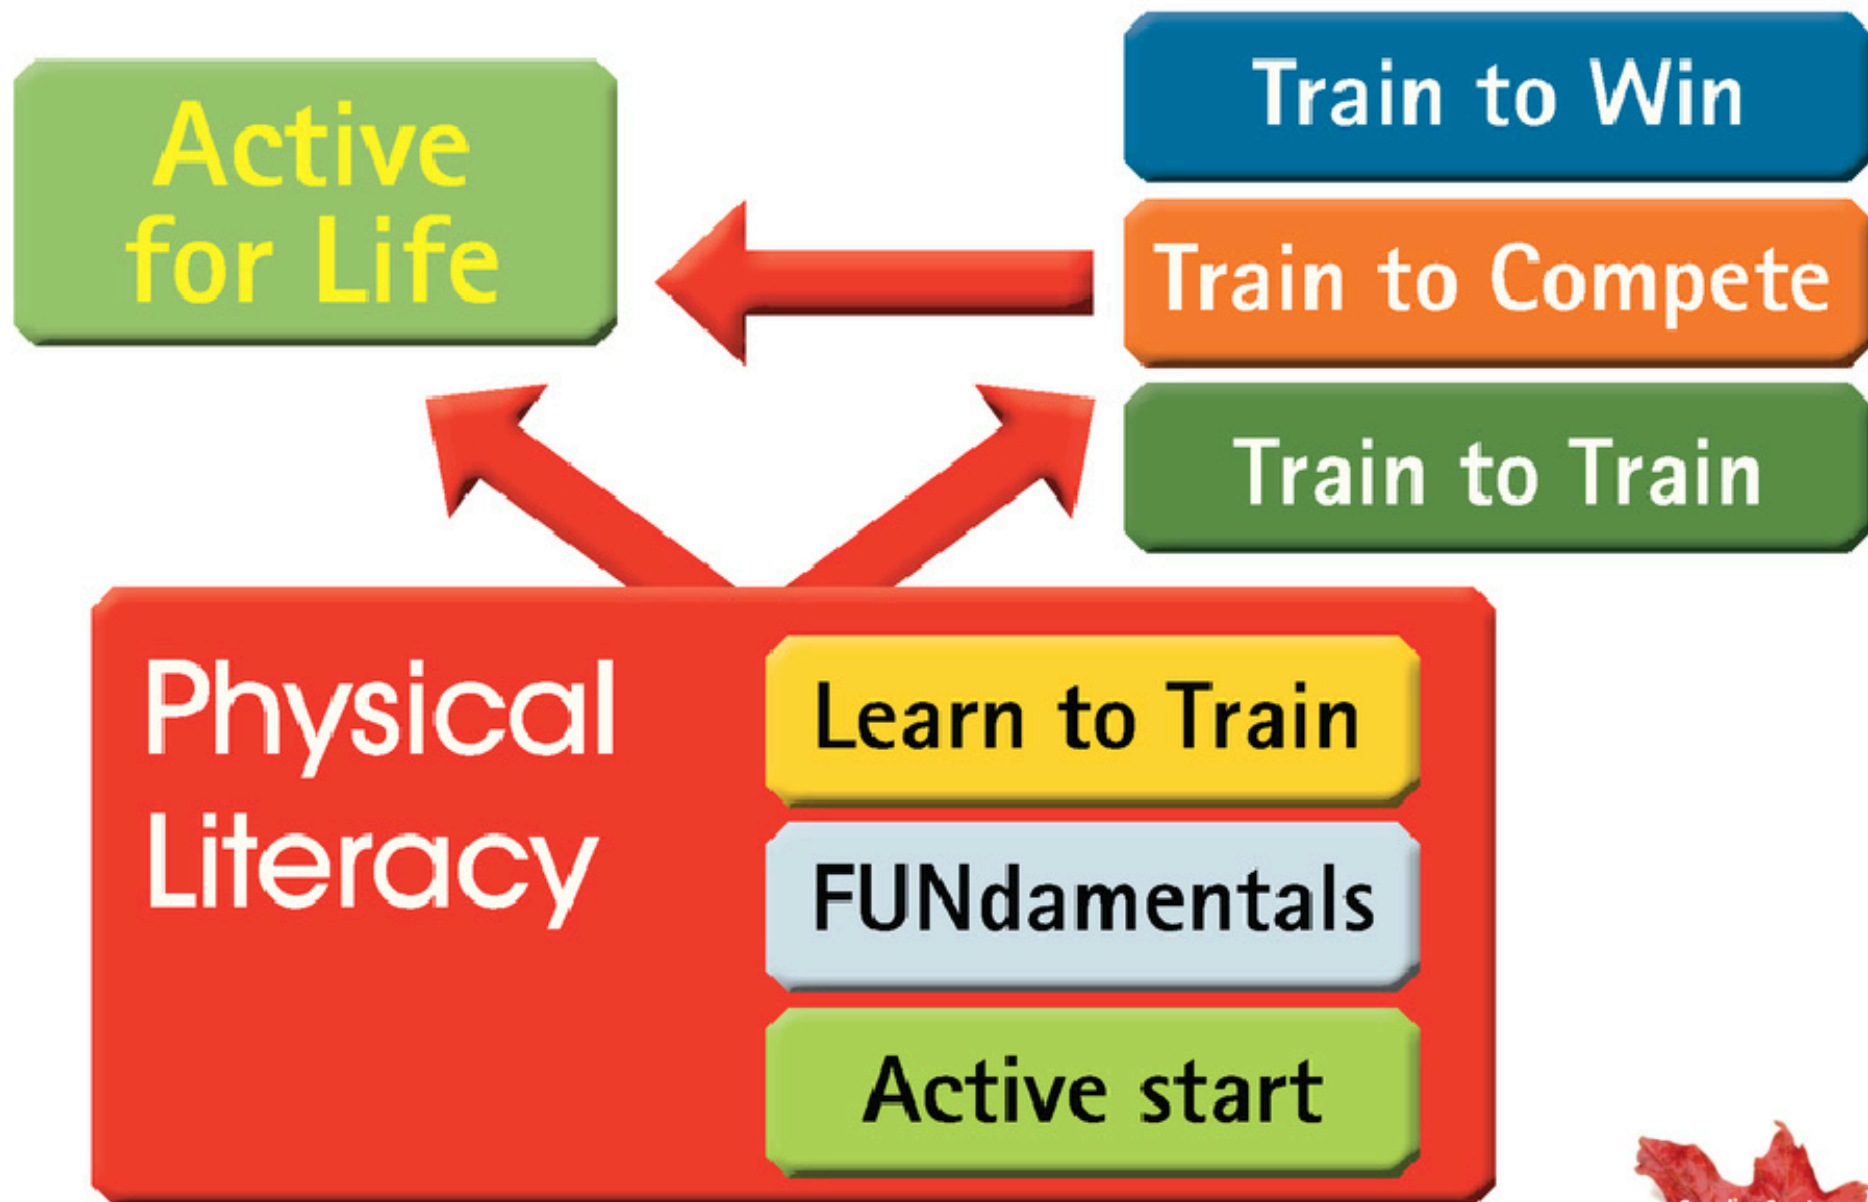 Active
for Life
Train to Win
Train to Compete
Train to Train
Physical
Literacy
Learn to Train
FUNdamentals
Active start